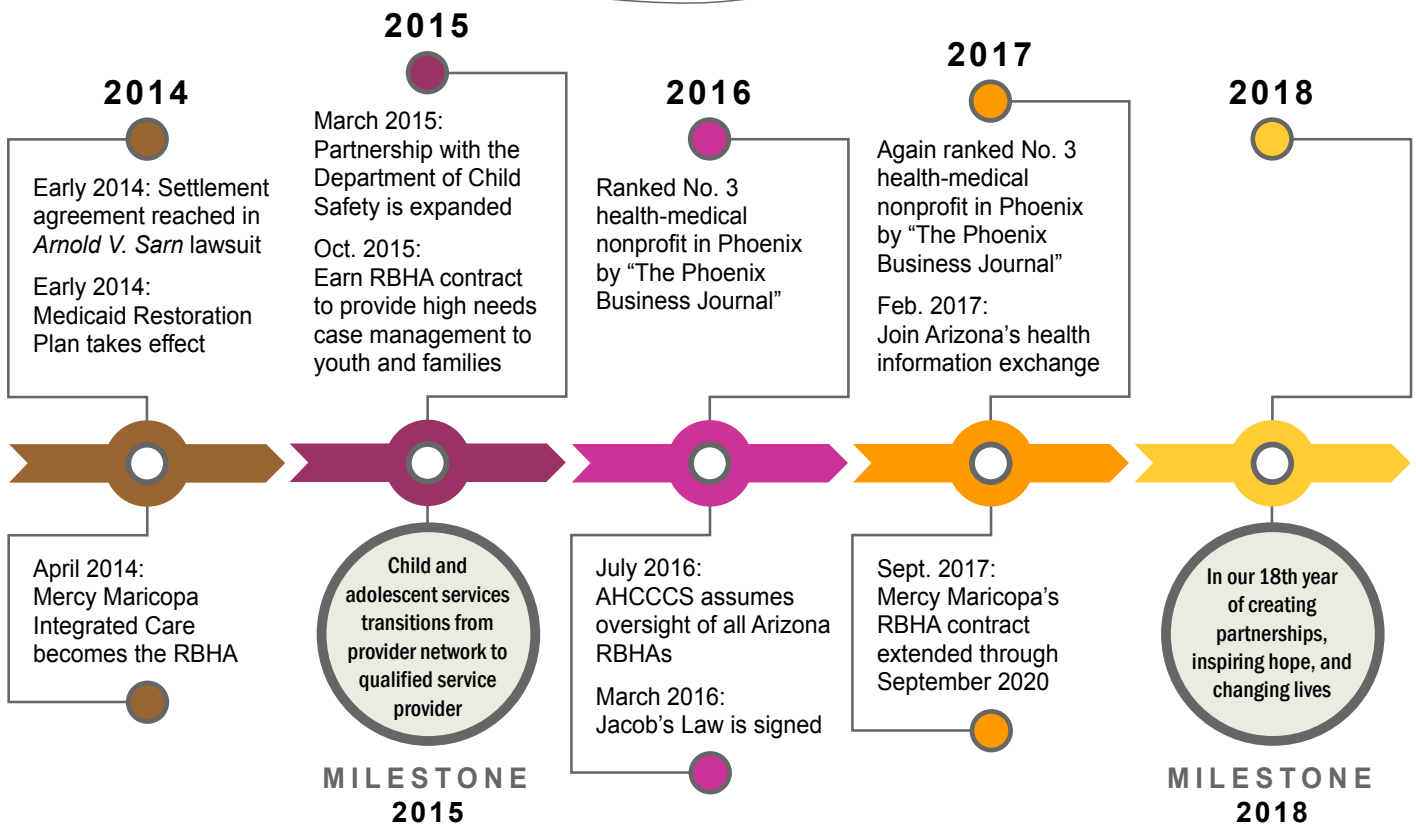 2014
Early 2014: Settlement
agreement reached in
Arnold V. Sarn lawsuit
Early 2014:
Medicaid Restoration
Plan takes effect
April 2014:
Mercy Maricopa
Integrated Care
becomes the RBHA
2015
March 2015:
Partnership with the
Department of Child
Safety is expanded
Oct. 2015:
Earn RBHA contract
to provide high needs
case management to
youth and families
Child and
adolescent services
transitions from
provider network to
qualified service
provider
MILESTONE
2015
2016
Ranked No. 3
health-medical
nonprofit in Phoenix
by “The Phoenix
Business Journal”
July 2016:
AHCCCS assumes
oversight of all Arizona
RBHAs
March 2016:
Jacob’s Law is signed
2017
Again ranked No. 3
health-medical
nonprofit in Phoenix
by “The Phoenix
Business Journal”
Feb. 2017:
Join Arizona’s health
information exchange
Sept. 2017:
Mercy Maricopa’s
RBHA contract
extended through
September 2020
2018
In our 18th year
of creating
partnerships,
inspiring hope, and
changing lives
MILESTONE
2018